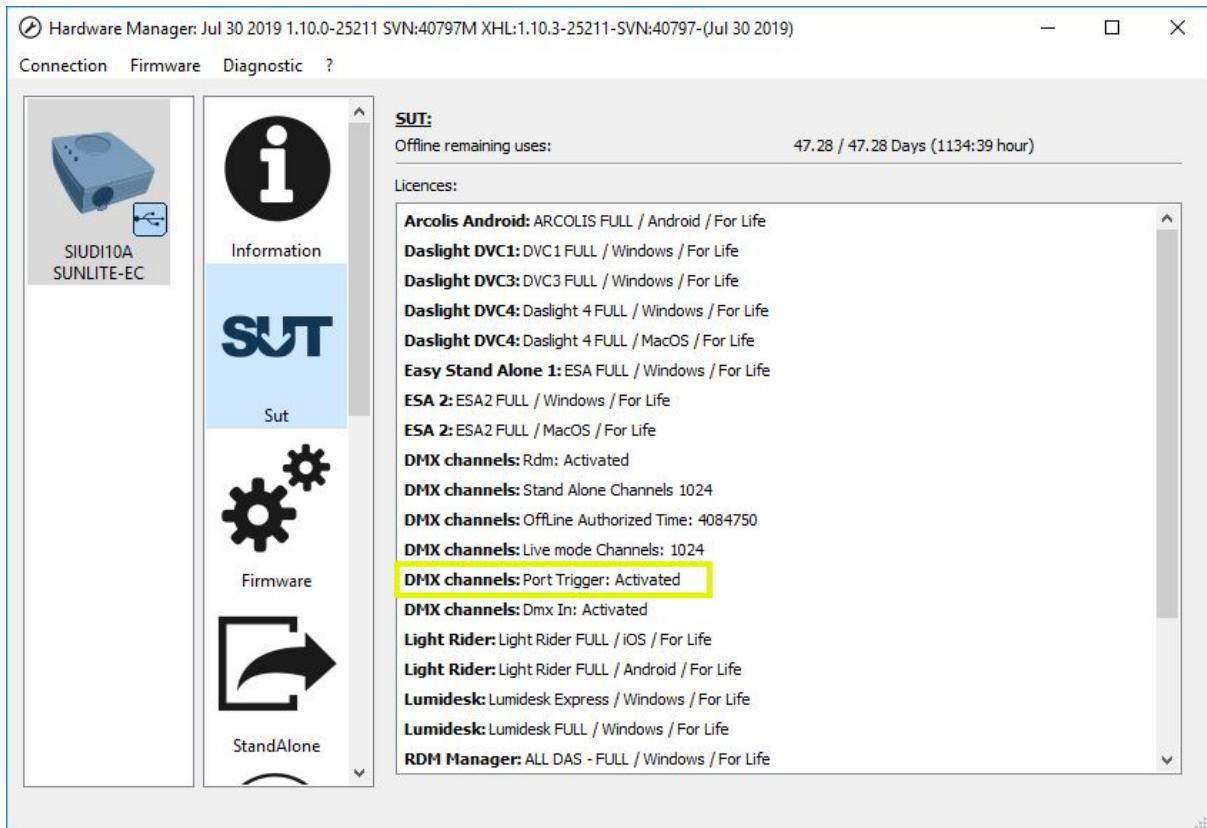 Hardware Manager: Jul 30 2019 1.10.0-25211 SVN:40797M XHL:1.10.3-25211-SVN:40797-(Jul 30 2019)
Connection Firmware Diagnostic ?
SIUDI10A
SUNLITE-EC
Information
SUT
Sut
Firmware
StandAlone
SUT:
Offline remaining uses: 47.28 / 47.28 Days (1134:39 hour)
Licences:
Arcolis Android: ARCOLIS FULL / Android / For Life
Daslight DVC1: DVC1 FULL / Windows / For Life
Daslight DVC3: DVC3 FULL / Windows / For Life
Daslight DVC4: Daslight 4 FULL / Windows / For Life
Daslight DVC4: Daslight 4 FULL / MacOS / For Life
Easy Stand Alone 1: ESA FULL / Windows / For Life
ESA 2: ESA2 FULL / Windows / For Life
ESA 2: ESA2 FULL / MacOS / For Life
DMX channels: Rdm: Activated
DMX channels: Stand Alone Channels 1024
DMX channels: OffLine Authorized Time: 4084750
DMX channels: Live mode Channels: 1024
DMX channels: Port Trigger: Activated
DMX channels: Dmx In: Activated
Light Rider: Light Rider FULL / iOS / For Life
Light Rider: Light Rider FULL / Android / For Life
Lumidesk: Lumidesk Express / Windows / For Life
Lumidesk: Lumidesk FULL / Windows / For Life
RDM Manager: ALL DAS - FULL / Windows / For Life